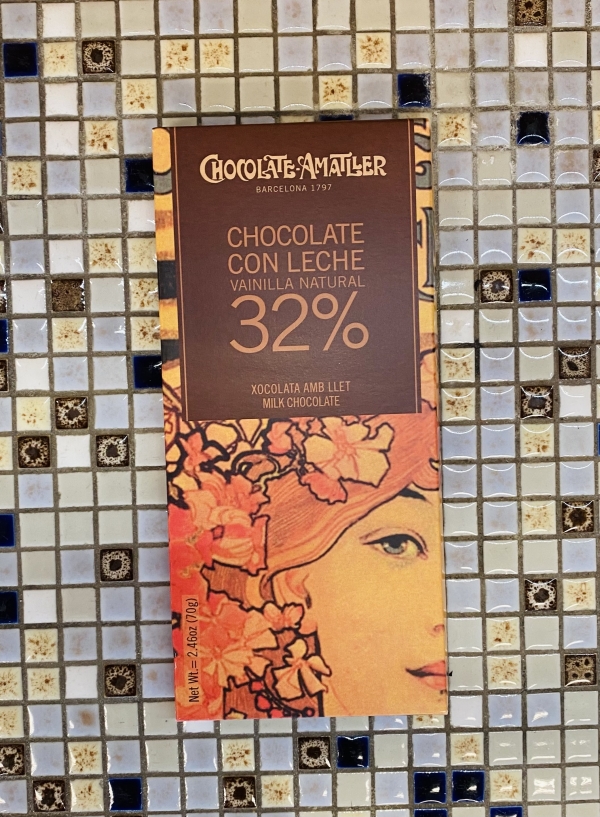 CHOCOLATE AMATLLER
BARCELONA 1797
CHOCOLATE
CON LECHE
VAINILLA NATURAL
32%
XOCOLATA AMB LLET
MILK CHOCOLATE
Net Wt.= 2.46oz (70g)